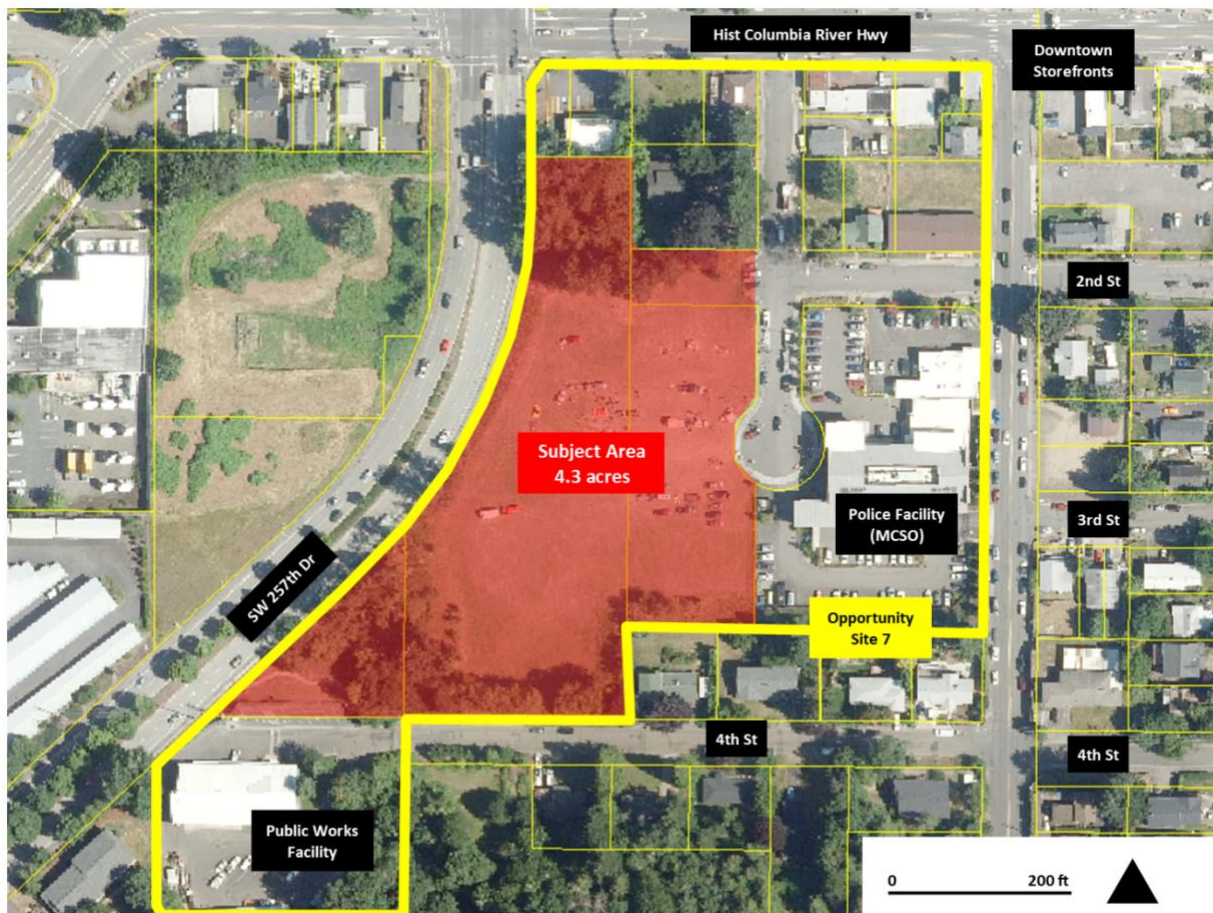 Hist Columbia River Hwy
Downtown
Storefronts
2nd St
Subject Area
4.3 acres
Police Facility
(MCSO)
3rd St
SW 257th Dr
Opportunity
Site 7
4th St
4th St
Public Works
Facility
0 200 ft